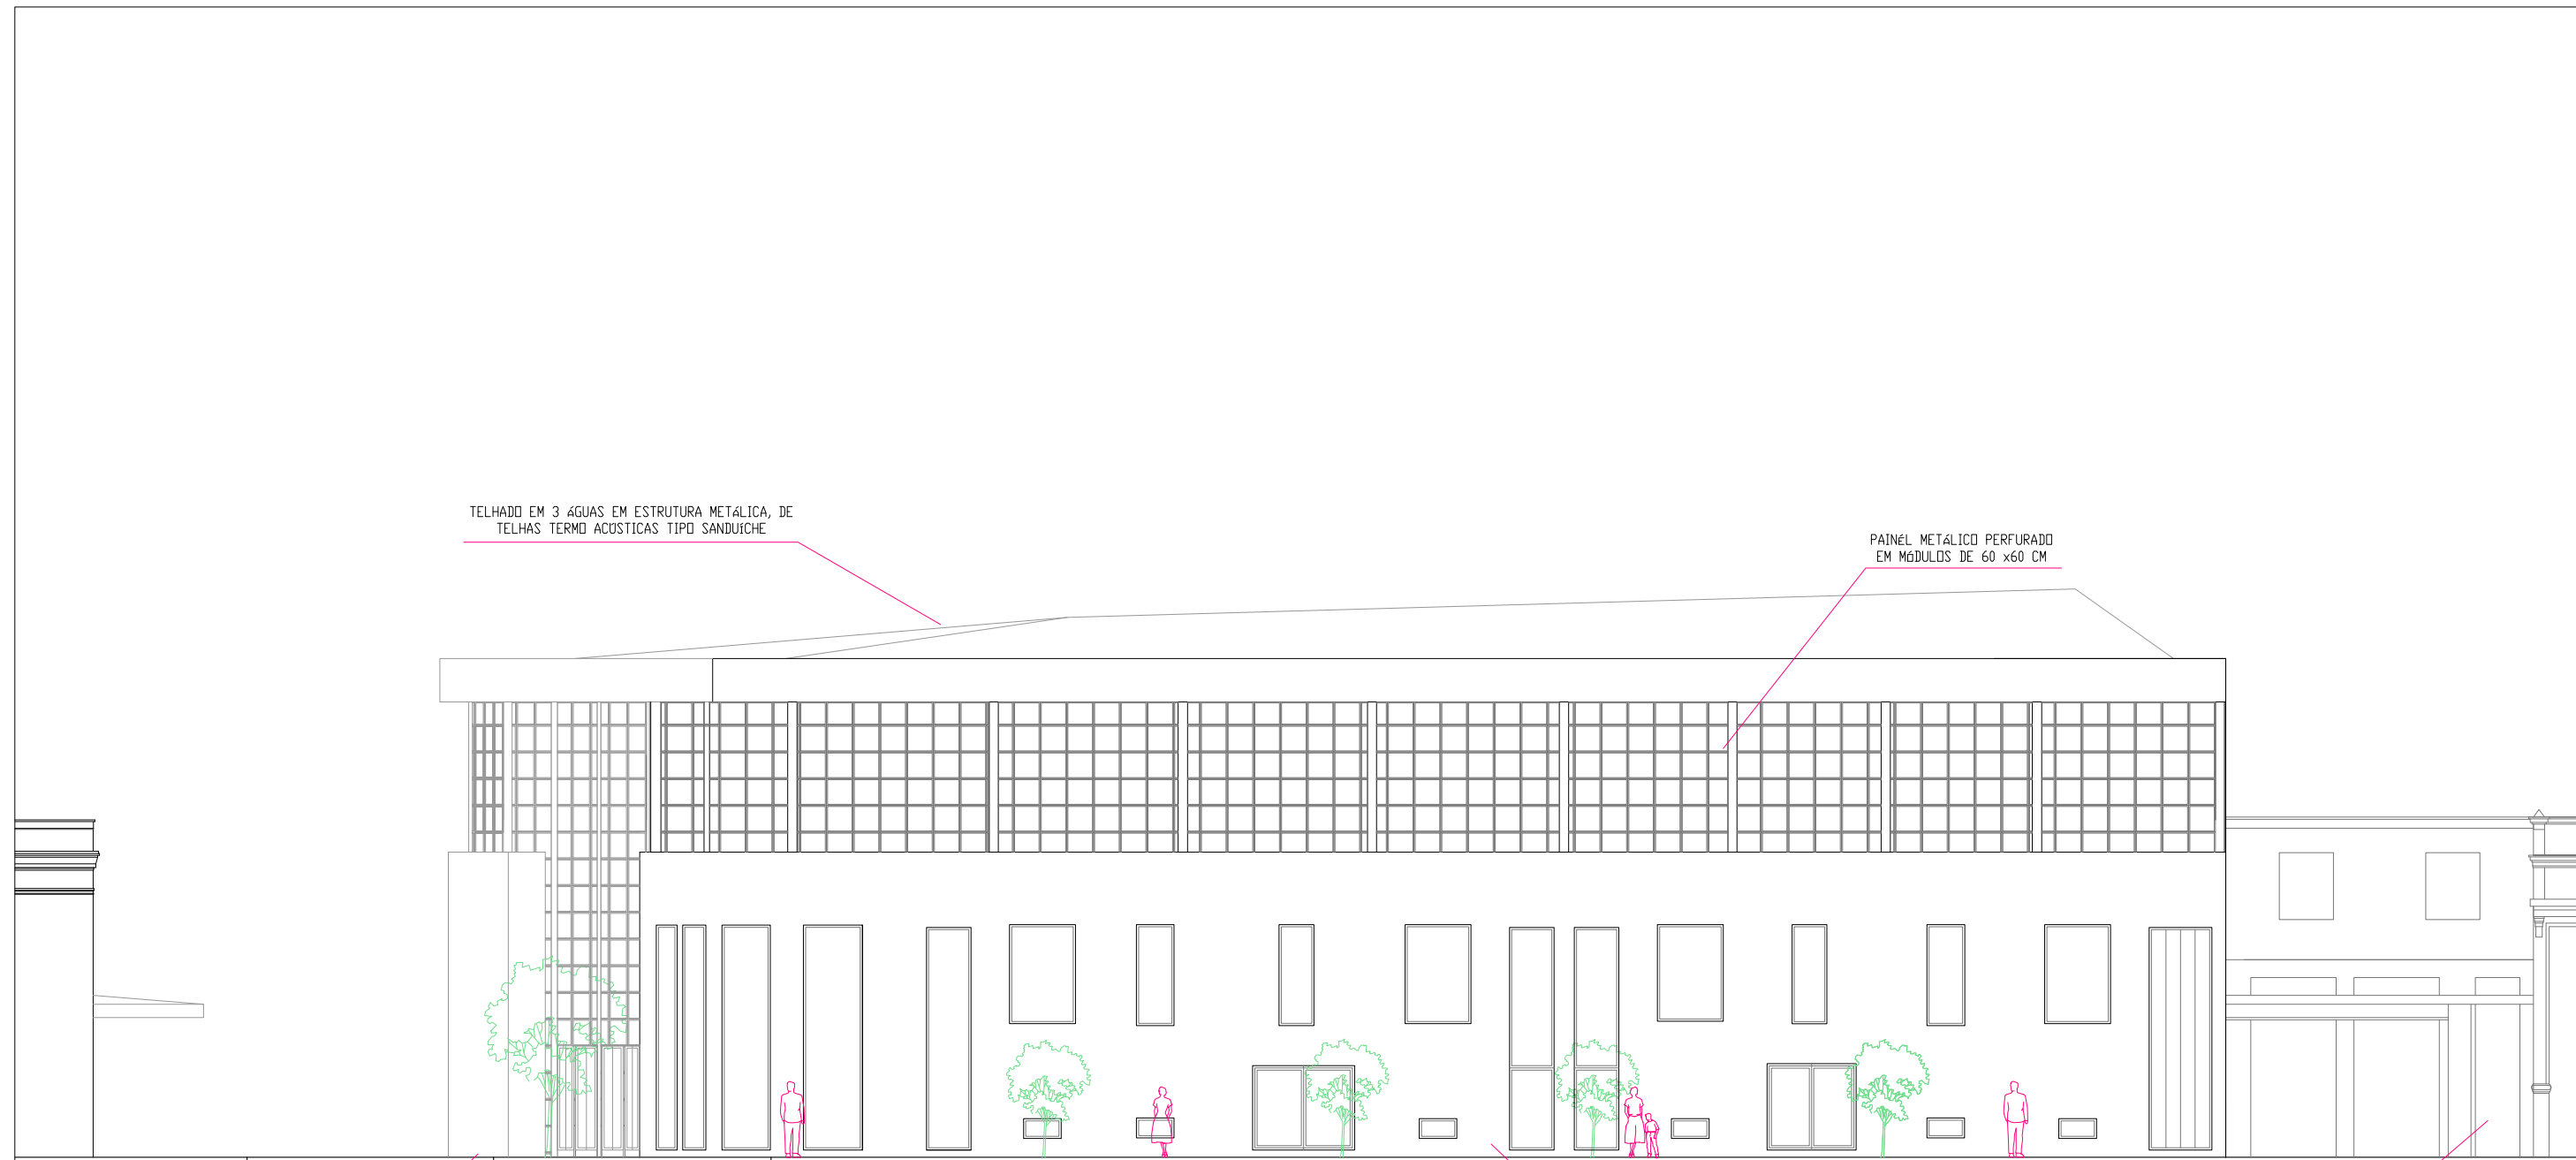 TELHADO EM 3 ÁGUAS EM ESTRUTURA METÁLICA, DE
TELHAS TERMO ACÚSTICAS TIPO SANDUÍCHE
PAINÉL METÁLICO PERFURADO
EM MÓDULOS DE 60 x60 CM